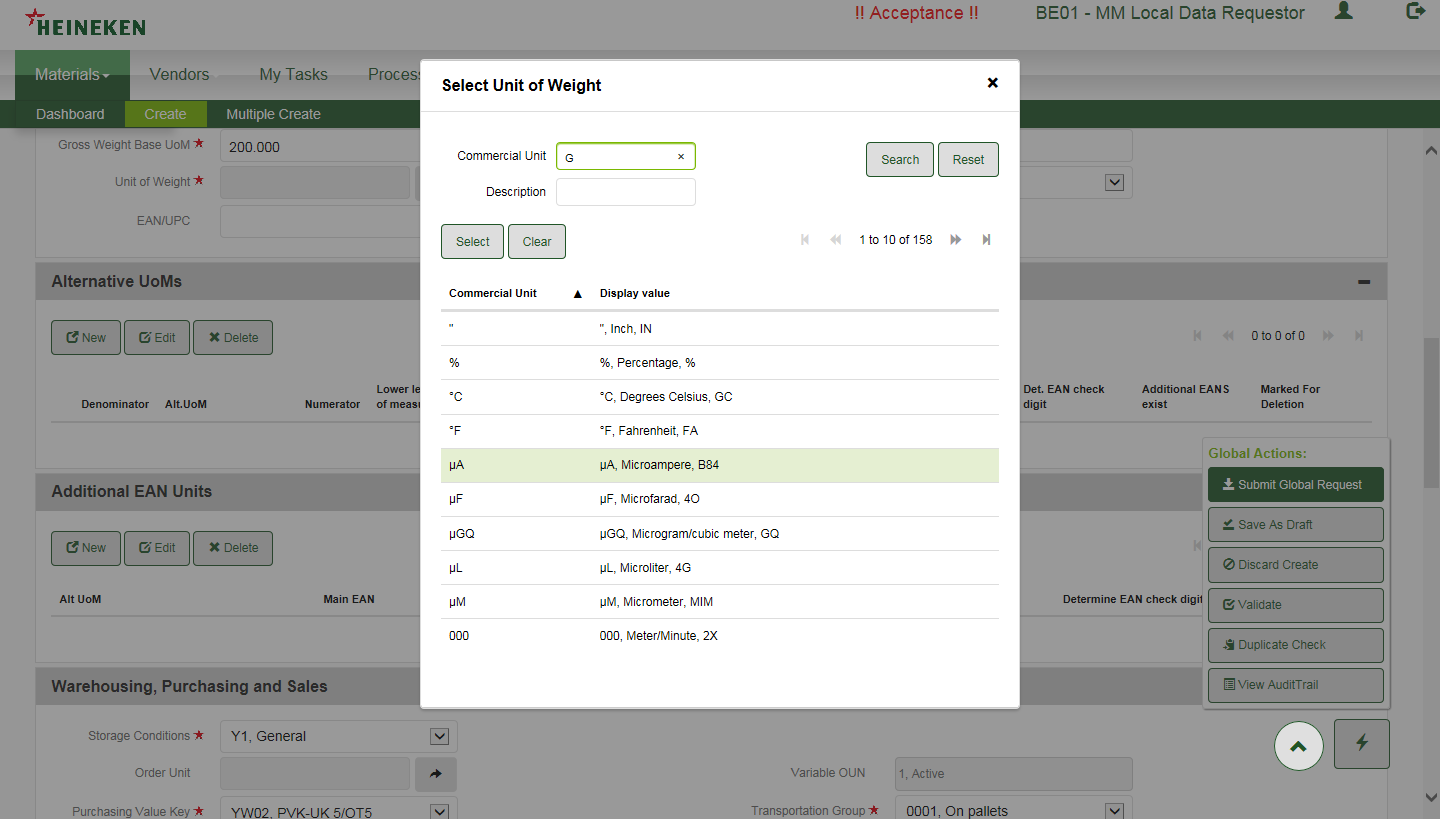 HEINEKEN
!! Acceptance !!
BE01 - MM Local Data Requestor
Materials
Vendors
My Tasks
Process
Dashboard
Create
Multiple Create
Gross Weight Base UoM
200.000
Unit of Weight
EAN/UPC
Alternative UoMs
New
Edit
Delete
0 to 0 of 0
Denominator
Alt.UoM
Numerator
Lower le
of measu
Det. EAN check
digit
Additional EANS
exist
Marked For
Deletion
Additional EAN Units
New
Edit
Delete
Alt UoM
Main EAN
Determine EAN check digit
Warehousing, Purchasing and Sales
Storage Conditions
Y1, General
Order Unit
Variable OUN
1, Active
Purchasing Value Key
YW02, PVK-UK 5/OT5
Transportation Group
0001, On pallets
Select Unit of Weight
Commercial Unit
G
Search
Reset
Description
Select
Clear
1 to 10 of 158
Commercial Unit
Display value
" ", Inch, IN
% %, Percentage, %
°C °C, Degrees Celsius, GC
°F °F, Fahrenheit, FA
µA µA, Microampere, B84
µF µF, Microfarad, 4O
µGQ µGQ, Microgram/cubic meter, GQ
µL µL, Microliter, 4G
µM µM, Micrometer, MIM
000 000, Meter/Minute, 2X
Global Actions:
Submit Global Request
Save As Draft
Discard Create
Validate
Duplicate Check
View AuditTrail